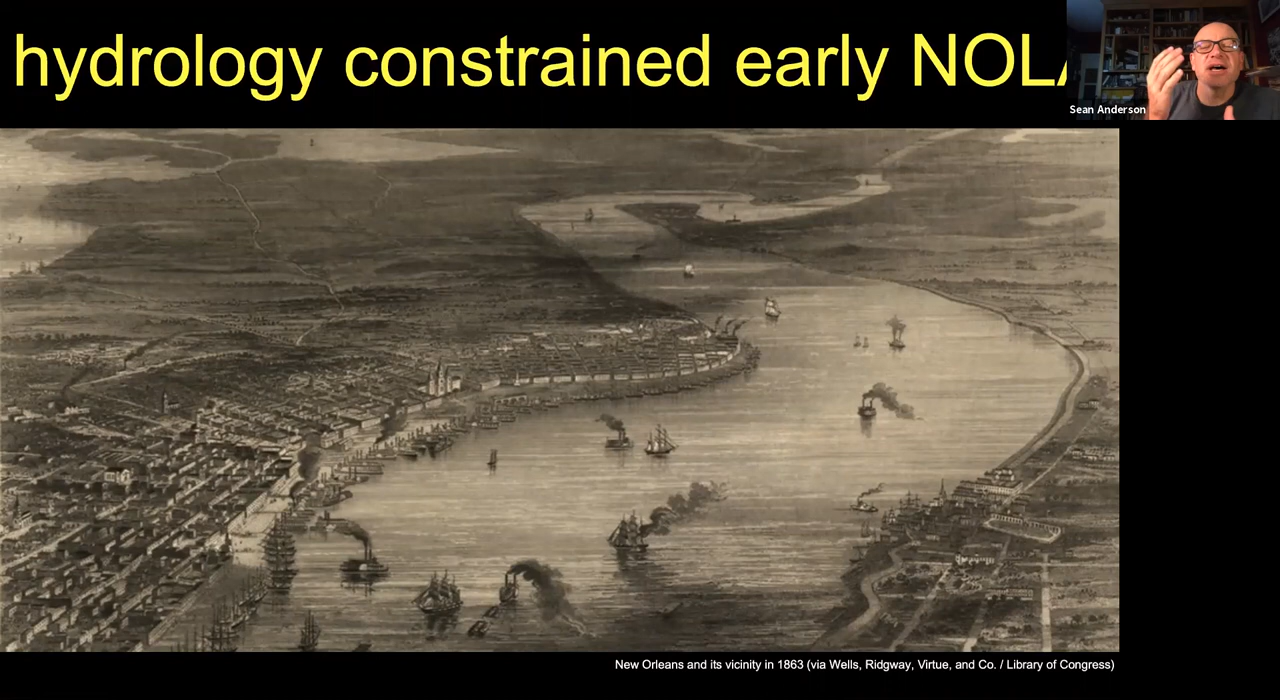 hydrology constrained early NOLA
Sean Anderson
New Orleans and its vicinity in 1863 (via Wells, Ridgway, Virtue, and Co. / Library of Congress)